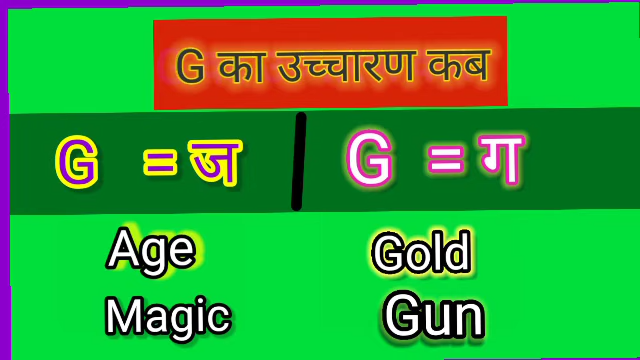 G का उच्चारण कब
G = ज
G = ग
Age
Magic
Gold
Gun